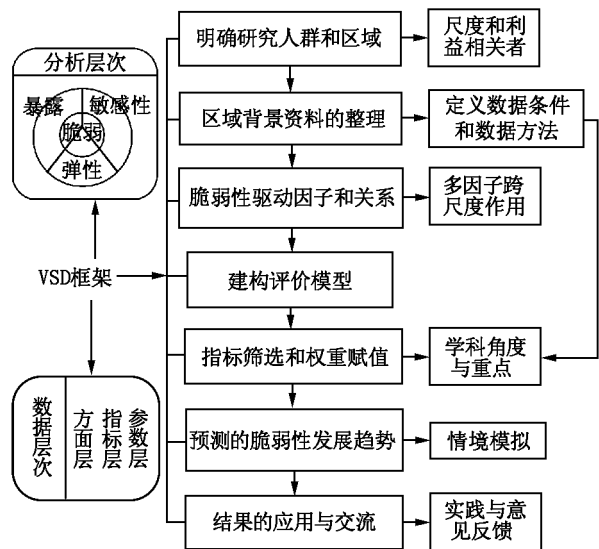 明确研究人群和区域
尺度和利
益相关者
分析层次
暴露
敏感性
脆弱
弹性
区域背景资料的整理
定义数据条件
和数据方法
脆弱性驱动因子和关系
多因子跨
尺度作用
VSD框架
建构评价模型
指标筛选和权重赋值
学科角度
与重点
数据层次
方面层
指标层
参数层
预测的脆弱性发展趋势
情境模拟
结果的应用与交流
实践与意
见反馈